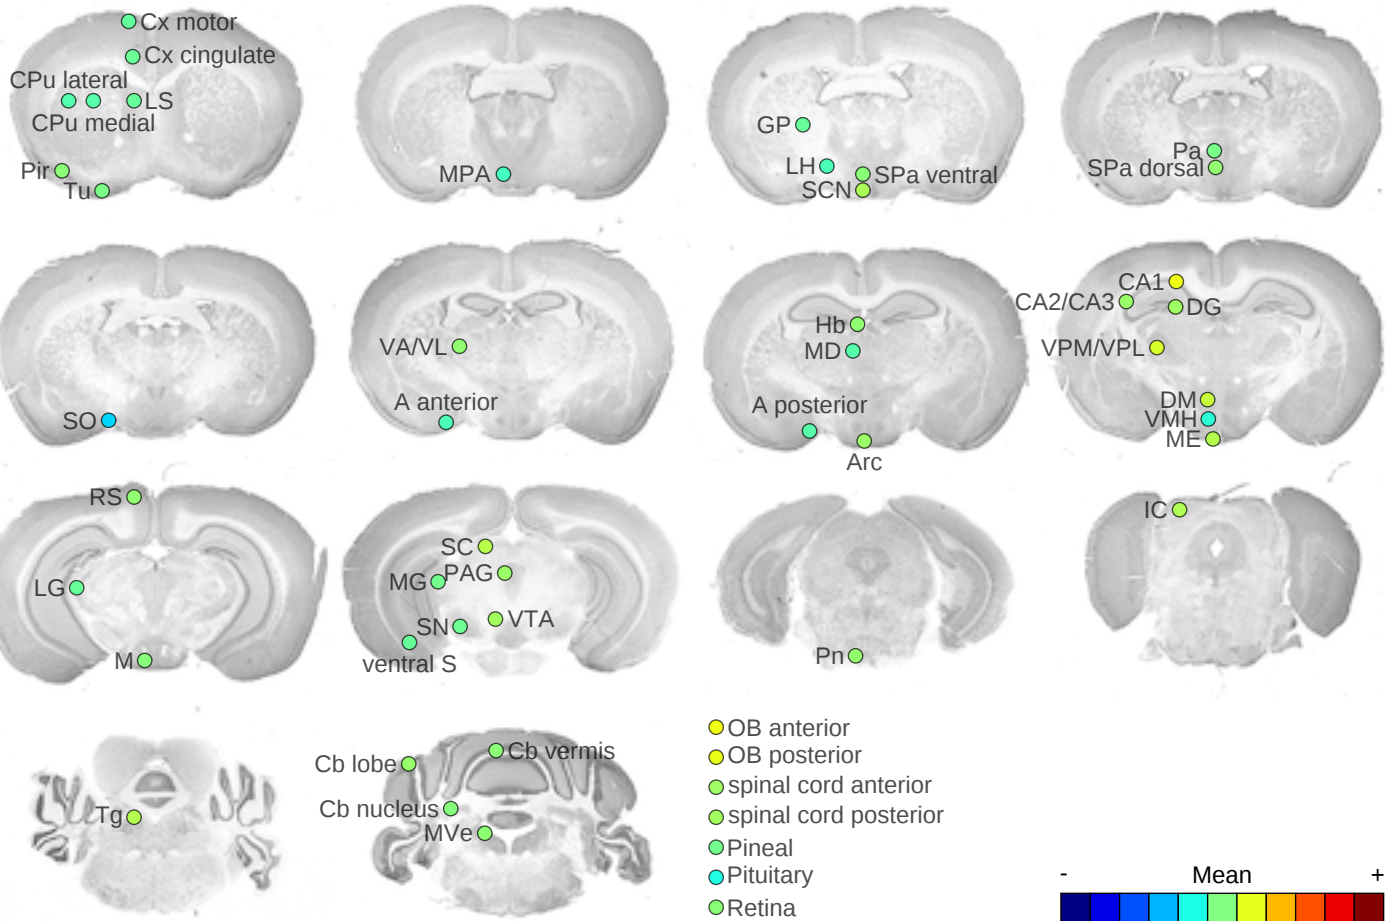 Cx motor
Cx cingulate
CPu lateral
LS
CPu medial
Pir
Tu
MPA
GP
LH
SPa ventral
SCN
Pa
SPa dorsal
SO
VA/VL
A anterior
Hb
MD
A posterior
Arc
CA1
CA2/CA3
DG
VPM/VPL
DM
VMH
ME
RS
LG
M
SC
PAG
MG
VTA
SN
ventral S
Pn
IC
Tg
Cb vermis
Cb lobe
Cb nucleus
MVe
OB anterior
OB posterior
spinal cord anterior
spinal cord posterior
Pineal
Pituitary
Retina
- Mean +